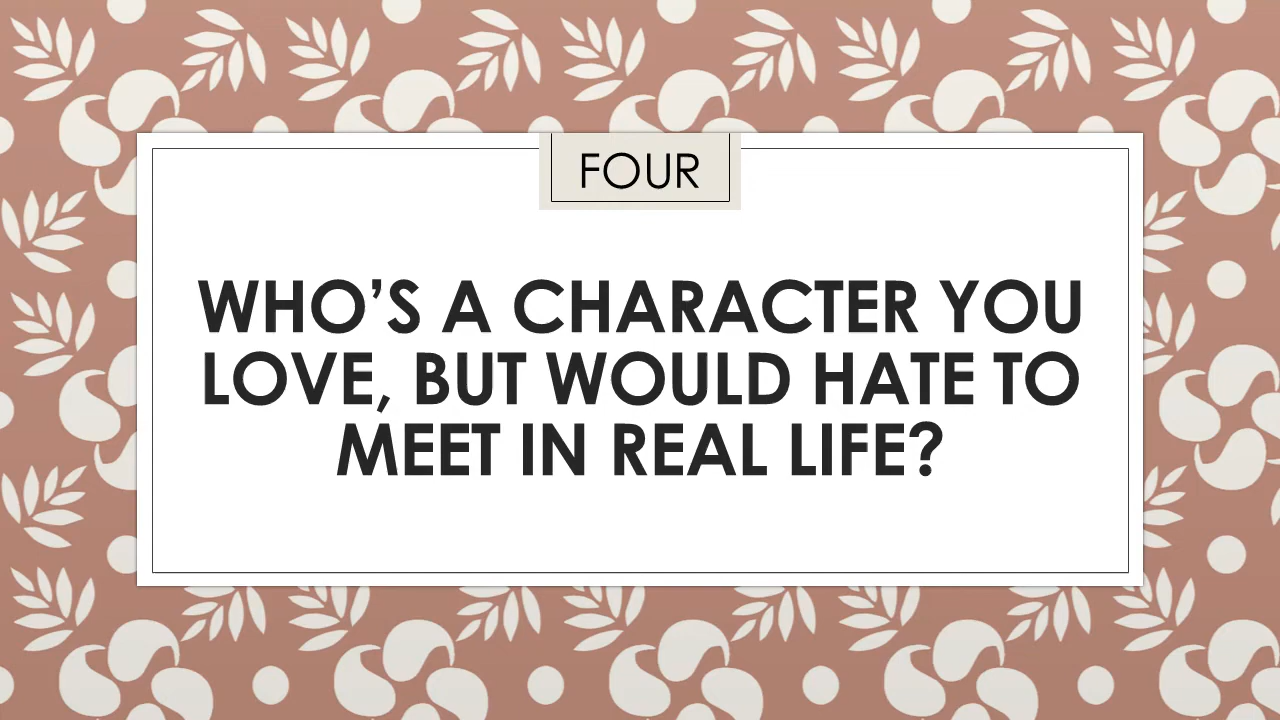 FOUR
WHO’S A CHARACTER YOU
LOVE, BUT WOULD HATE TO
MEET IN REAL LIFE?